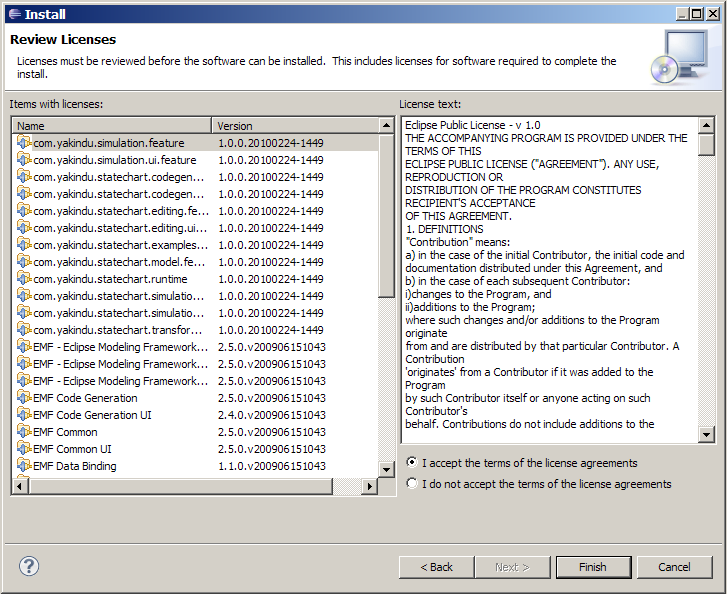 Install
Review Licenses
Licenses must be reviewed before the software can be installed. This includes licenses for software required to complete the
install.
Items with licenses:
Name Version
com.yakindu.simulation.feature 1.0.0.20100224-1449
com.yakindu.simulation.ui.feature 1.0.0.20100224-1449
com.yakindu.statechart.codegen... 1.0.0.20100224-1449
com.yakindu.statechart.codegen... 1.0.0.20100224-1449
com.yakindu.statechart.editing.fe... 1.0.0.20100224-1449
com.yakindu.statechart.editing.ui... 1.0.0.20100224-1449
com.yakindu.statechart.examples... 1.0.0.20100224-1449
com.yakindu.statechart.model.fe... 1.0.0.20100224-1449
com.yakindu.statechart.runtime 1.0.0.20100224-1449
com.yakindu.statechart.simulatio... 1.0.0.20100224-1449
com.yakindu.statechart.simulatio... 1.0.0.20100224-1449
com.yakindu.statechart.transfor... 1.0.0.20100224-1449
EMF - Eclipse Modeling Framework... 2.5.0.v200906151043
EMF - Eclipse Modeling Framework... 2.5.0.v200906151043
EMF - Eclipse Modeling Framework... 2.5.0.v200906151043
EMF Code Generation 2.5.0.v200906151043
EMF Code Generation UI 2.4.0.v200906151043
EMF Common 2.5.0.v200906151043
EMF Common UI 2.5.0.v200906151043
EMF Data Binding 1.1.0.v200906151043
License text:
Eclipse Public License - v 1.0
THE ACCOMPANYING PROGRAM IS PROVIDED UNDER THE
TERMS OF THIS
ECLIPSE PUBLIC LICENSE ("AGREEMENT"). ANY USE,
REPRODUCTION OR
DISTRIBUTION OF THE PROGRAM CONSTITUTES
RECIPIENT'S ACCEPTANCE
OF THIS AGREEMENT.
1. DEFINITIONS
"Contribution" means:
a) in the case of the initial Contributor, the initial code and
documentation distributed under this Agreement, and
b) in the case of each subsequent Contributor:
i)changes to the Program, and
ii)additions to the Program;
where such changes and/or additions to the Program
originate
from and are distributed by that particular Contributor. A
Contribution
'originates' from a Contributor if it was added to the
Program
by such Contributor itself or anyone acting on such
Contributor's
behalf. Contributions do not include additions to the
I accept the terms of the license agreements
I do not accept the terms of the license agreements
?
< Back
Next >
Finish
Cancel